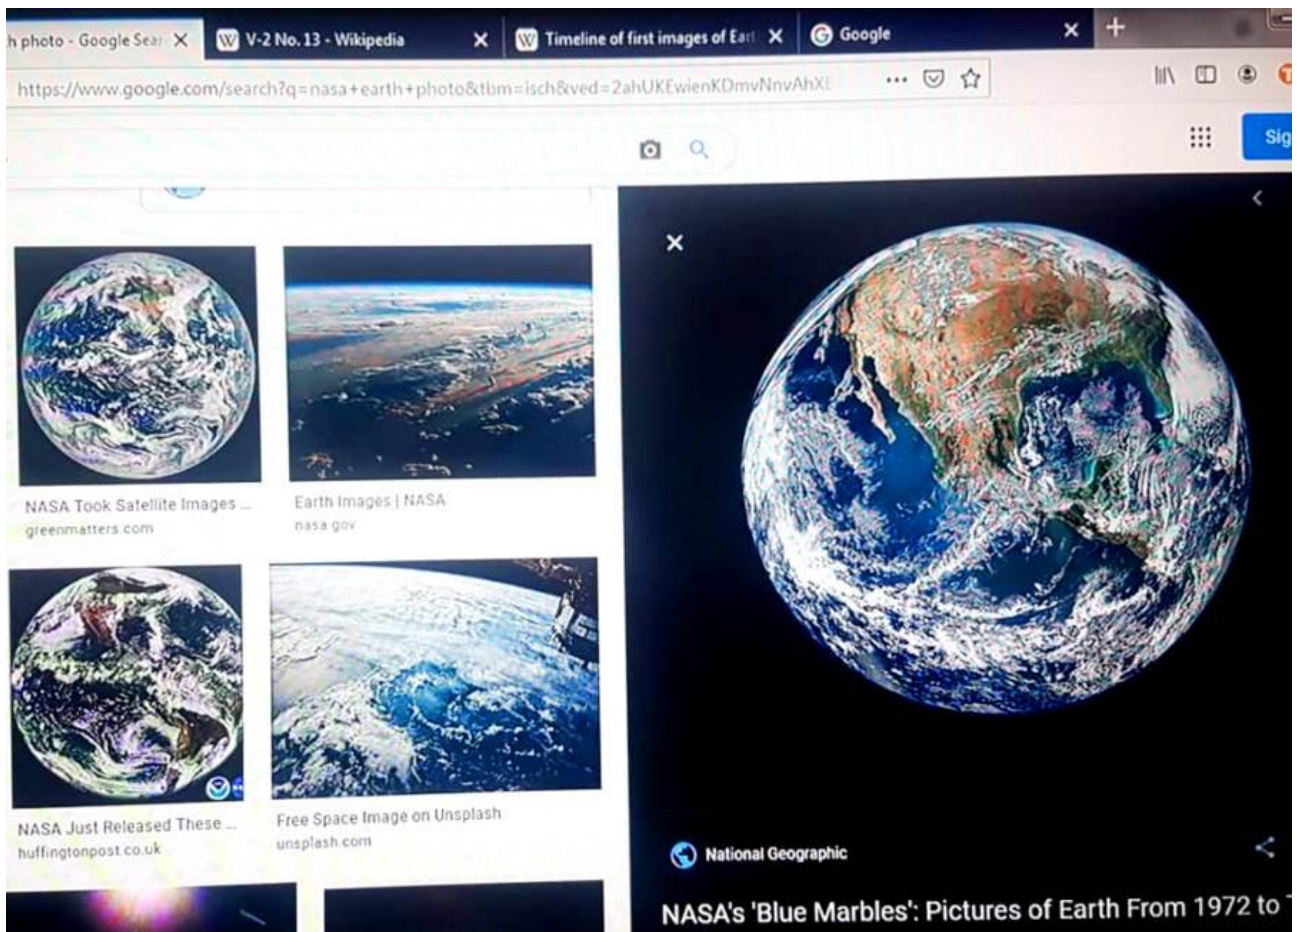 h photo - Google Sear
V-2 No. 13 - Wikipedia
Timeline of first images of Eart
Google
https://www.google.com/search?q=nasa+earth+photo&tbm=isch&ved=2ahUKEwienKDmvNnvAhXE
Sig
NASA Took Satellite Images ...
greenmatters.com
Earth Images | NASA
nasa.gov
NASA Just Released These ...
huffingtonpost.co.uk
Free Space Image on Unsplash
unsplash.com
National Geographic
NASA's 'Blue Marbles': Pictures of Earth From 1972 to T